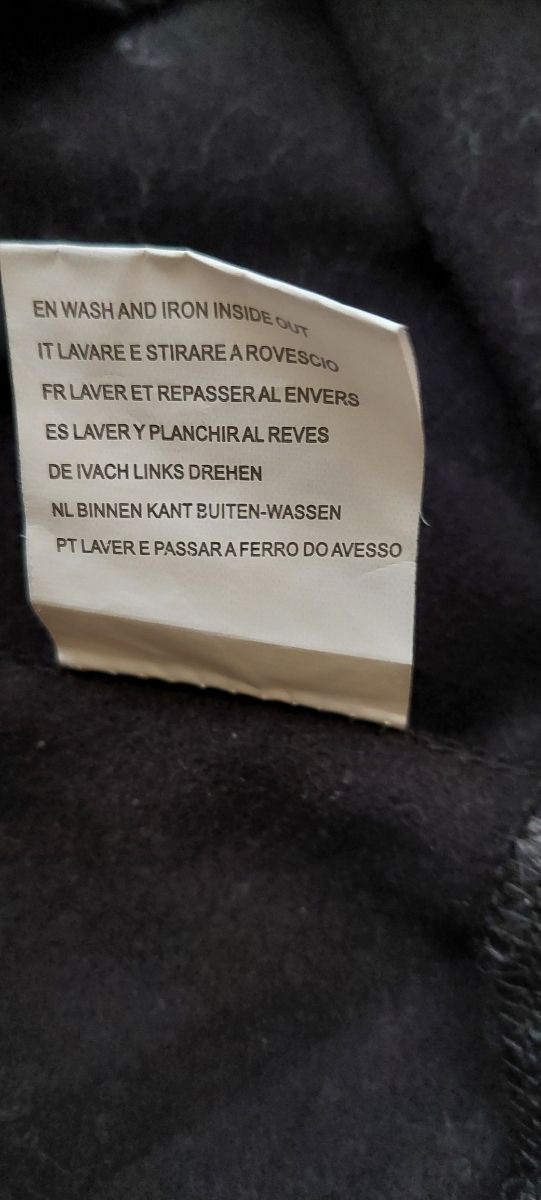 EN WASH AND IRON INSIDE OUT
IT LAVARE E STIRARE A ROVESCIO
FR LAVER ET REPASSER AL ENVERS
ES LAVER Y PLANCHIR AL REVES
DE IVACH LINKS DREHEN
NL BINNEN KANT BUITEN-WASSEN
PT LAVER E PASSAR A FERRO DO AVESSO